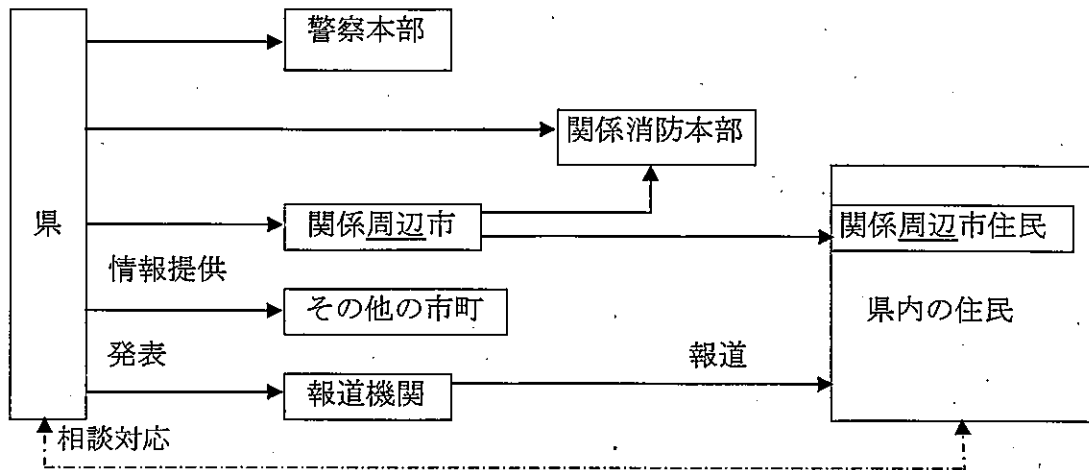 警察本部
関係消防本部
県
関係周辺市
関係周辺市住民
情報提供
その他の市町
県内の住民
発表
報道
報道機関
相談対応